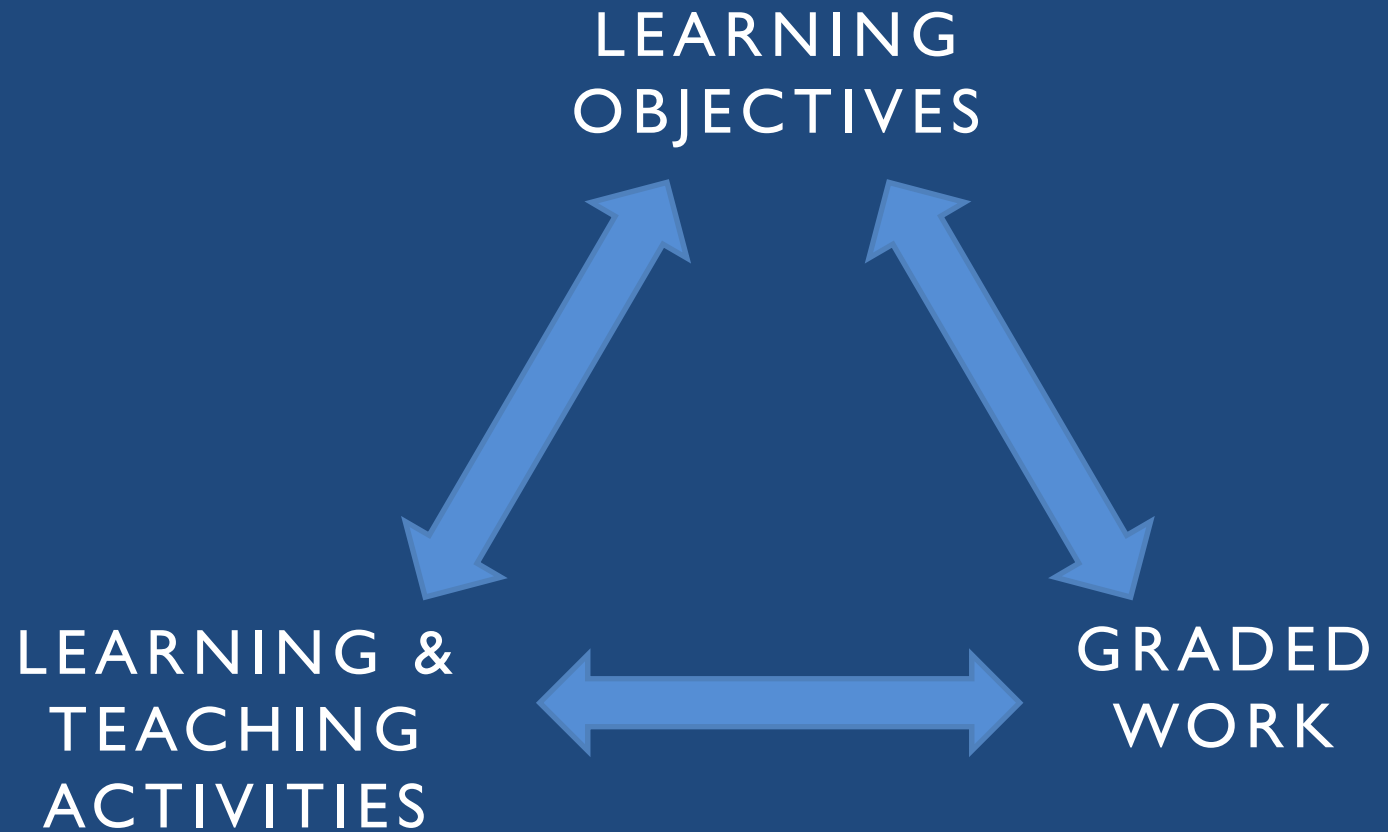 LEARNING
OBJECTIVES
LEARNING &
TEACHING
ACTIVITIES
GRADED
WORK